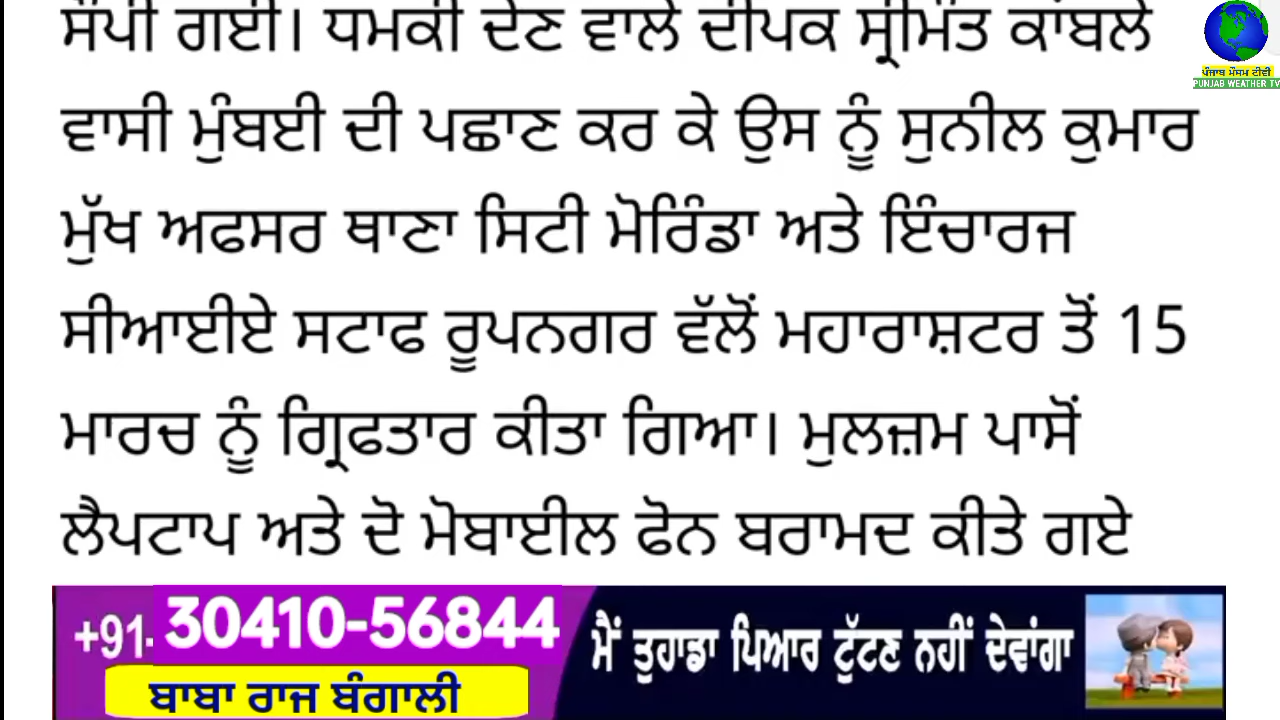 ਸੌਂਪੀ ਗਈ। ਧਮਕੀ ਦੇਣ ਵਾਲੇ ਦੀਪਕ ਸ੍ਰੀਮੰਤ ਕਾਂਬਲੇ
ਵਾਸੀ ਮੁੰਬਈ ਦੀ ਪਛਾਣ ਕਰ ਕੇ ਉਸ ਨੂੰ ਸੁਨੀਲ ਕੁਮਾਰ
ਮੁੱਖ ਅਫਸਰ ਥਾਣਾ ਸਿਟੀ ਮੋਰਿੰਡਾ ਅਤੇ ਇੰਚਾਰਜ
ਸੀਆਈਏ ਸਟਾਫ ਰੂਪਨਗਰ ਵੱਲੋਂ ਮਹਾਰਾਸ਼ਟਰ ਤੋਂ 15
ਮਾਰਚ ਨੂੰ ਗ੍ਰਿਫਤਾਰ ਕੀਤਾ ਗਿਆ। ਮੁਲਜ਼ਮ ਪਾਸੋਂ
ਲੈਪਟਾਪ ਅਤੇ ਦੋ ਮੋਬਾਈਲ ਫੋਨ ਬਰਾਮਦ ਕੀਤੇ ਗਏ
ਪੰਜਾਬ ਮੌਸਮ ਟੀਵੀ
PUNJAB WEATHER TV
+91- 30410-56844
ਬਾਬਾ ਰਾਜ ਬੰਗਾਲੀ
ਮੈਂ ਤੁਹਾਡਾ ਪਿਆਰ ਟੁੱਟਣ ਨਹੀਂ ਦੇਵਾਂਗਾ